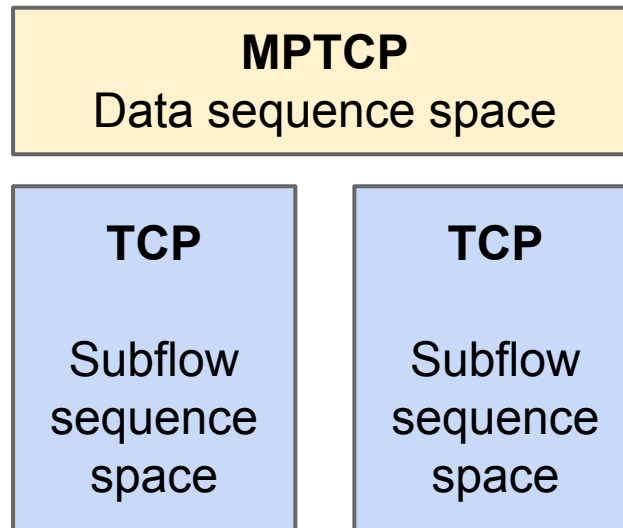 MPTCP
Data sequence space
TCP
Subflow
sequence
space
TCP
Subflow
sequence
space